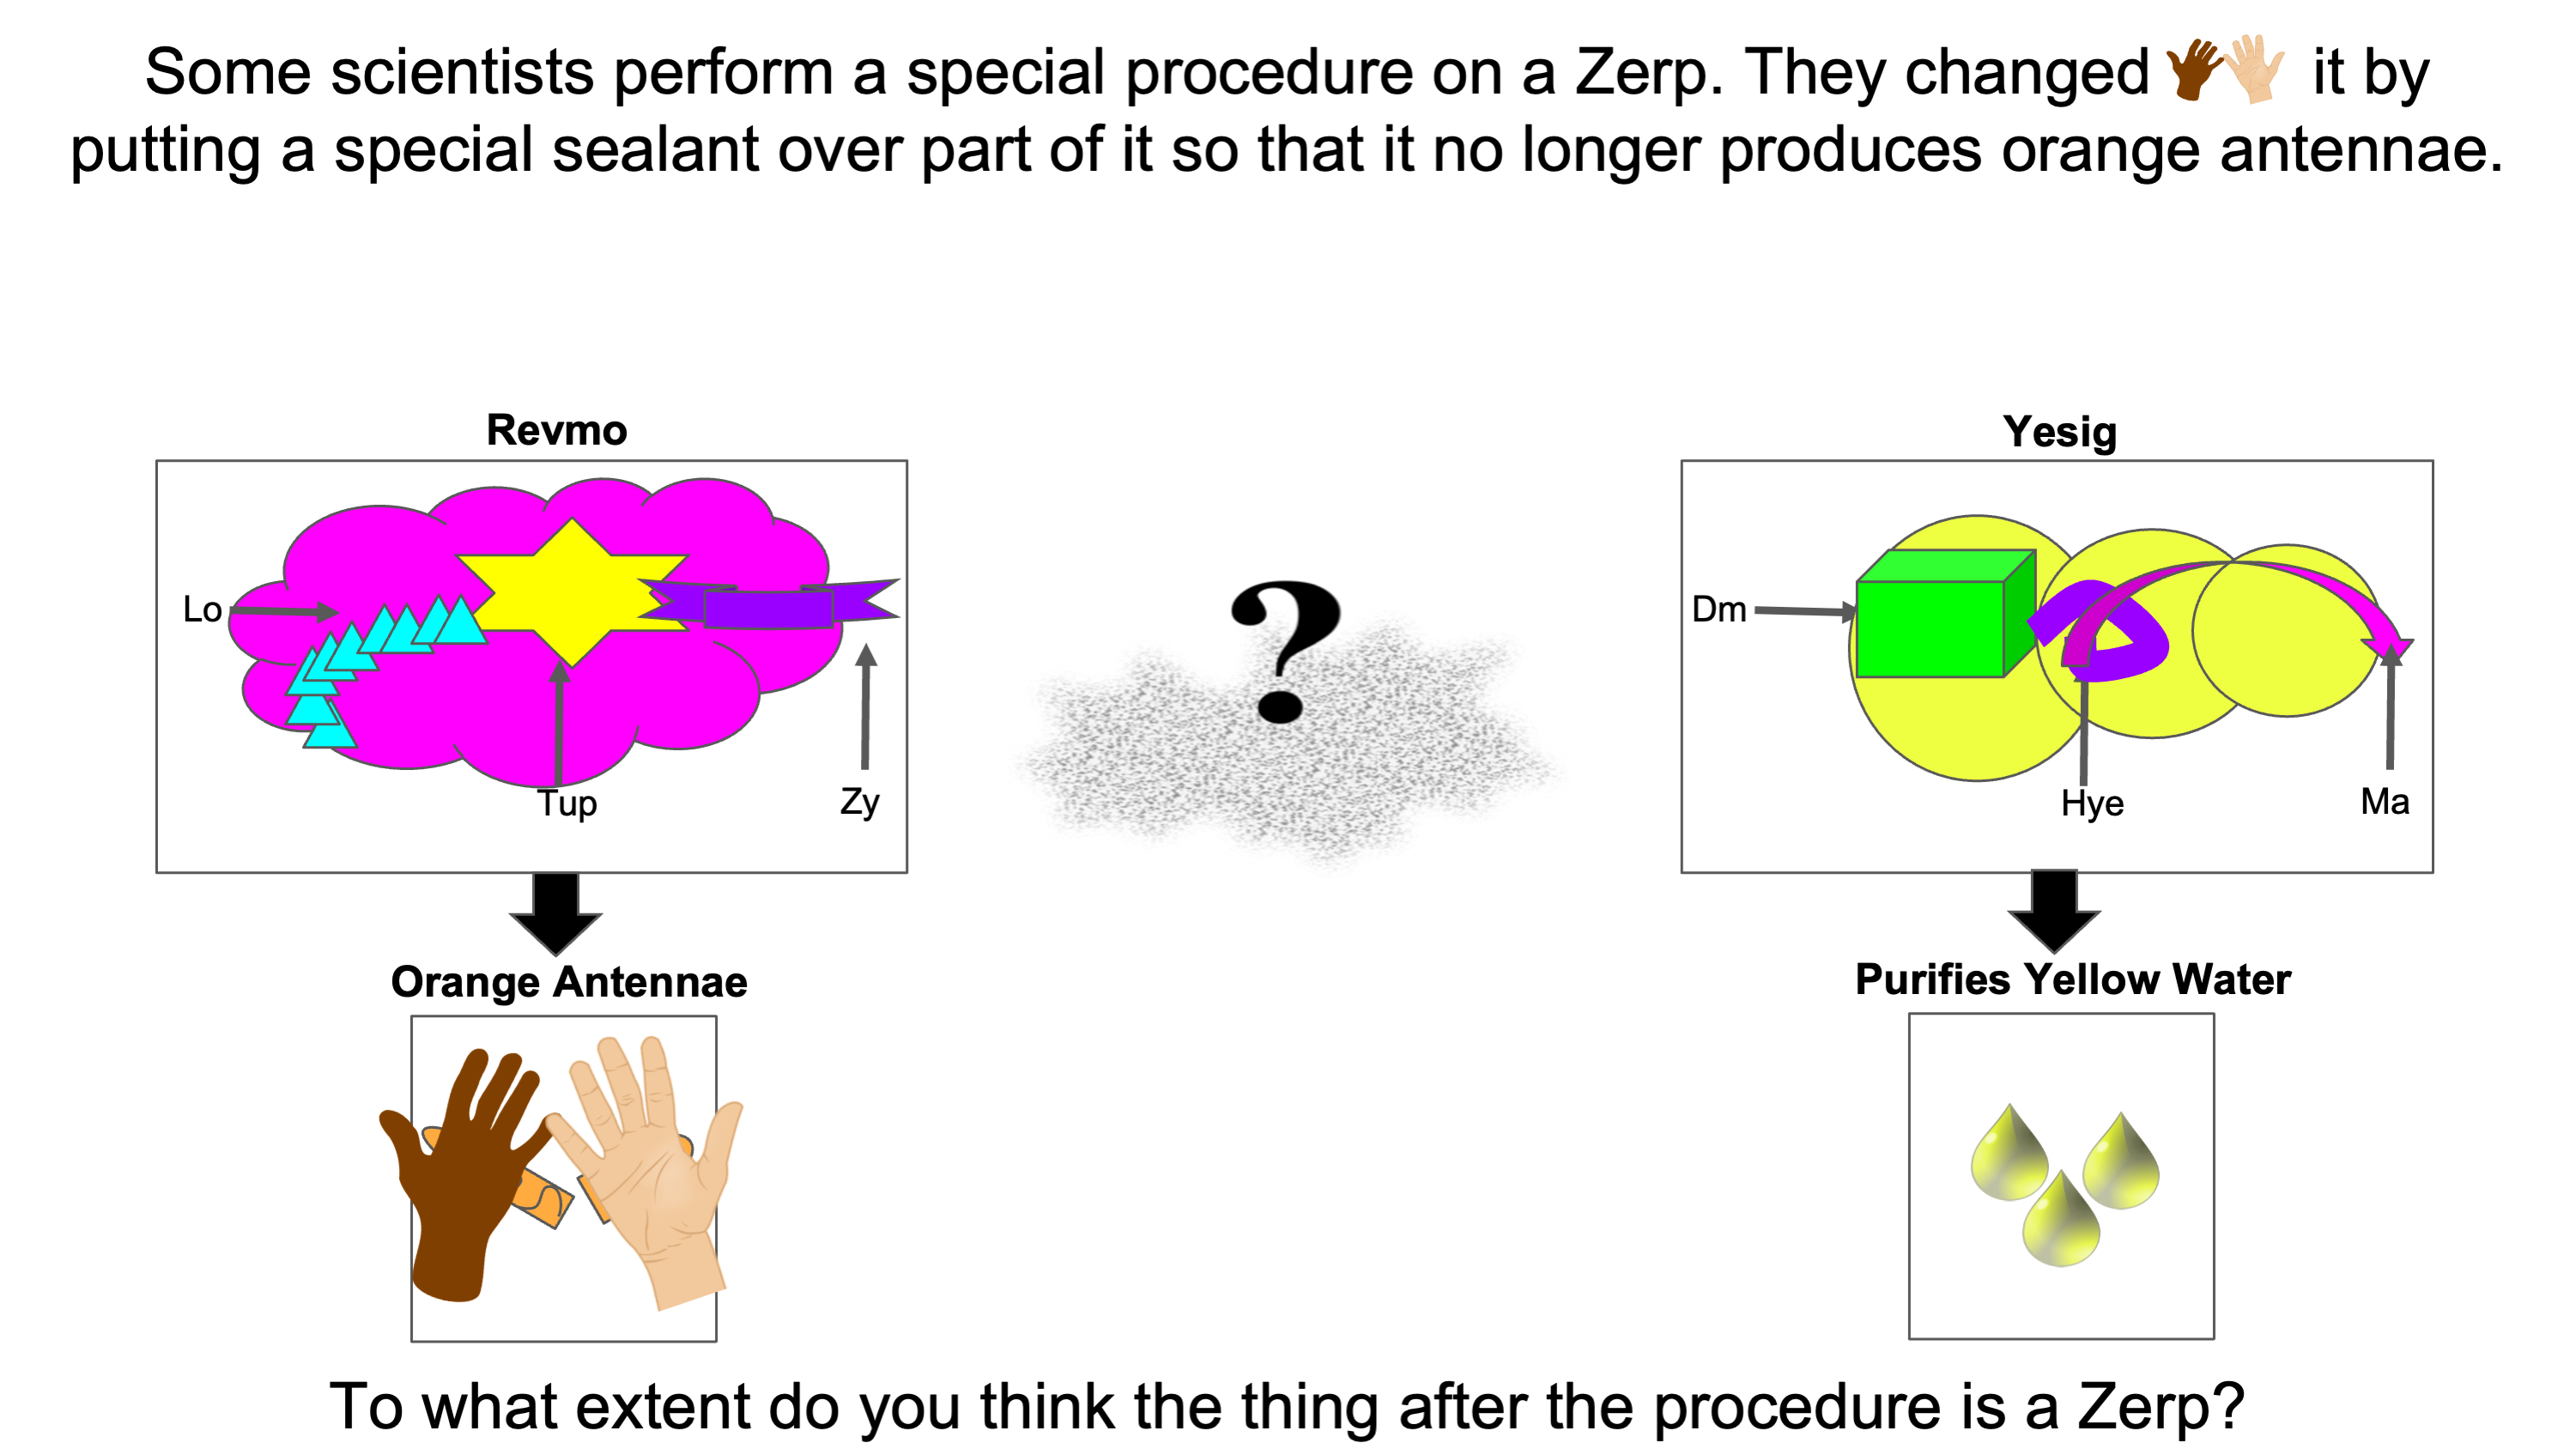 Some scientists perform a special procedure on a Zerp. They changed it by
putting a special sealant over part of it so that it no longer produces orange antennae.
Revmo
Yesig
Lo
Tup
Zy
?
Dm
Hye
Ma
Orange Antennae
Purifies Yellow Water
To what extent do you think the thing after the procedure is a Zerp?